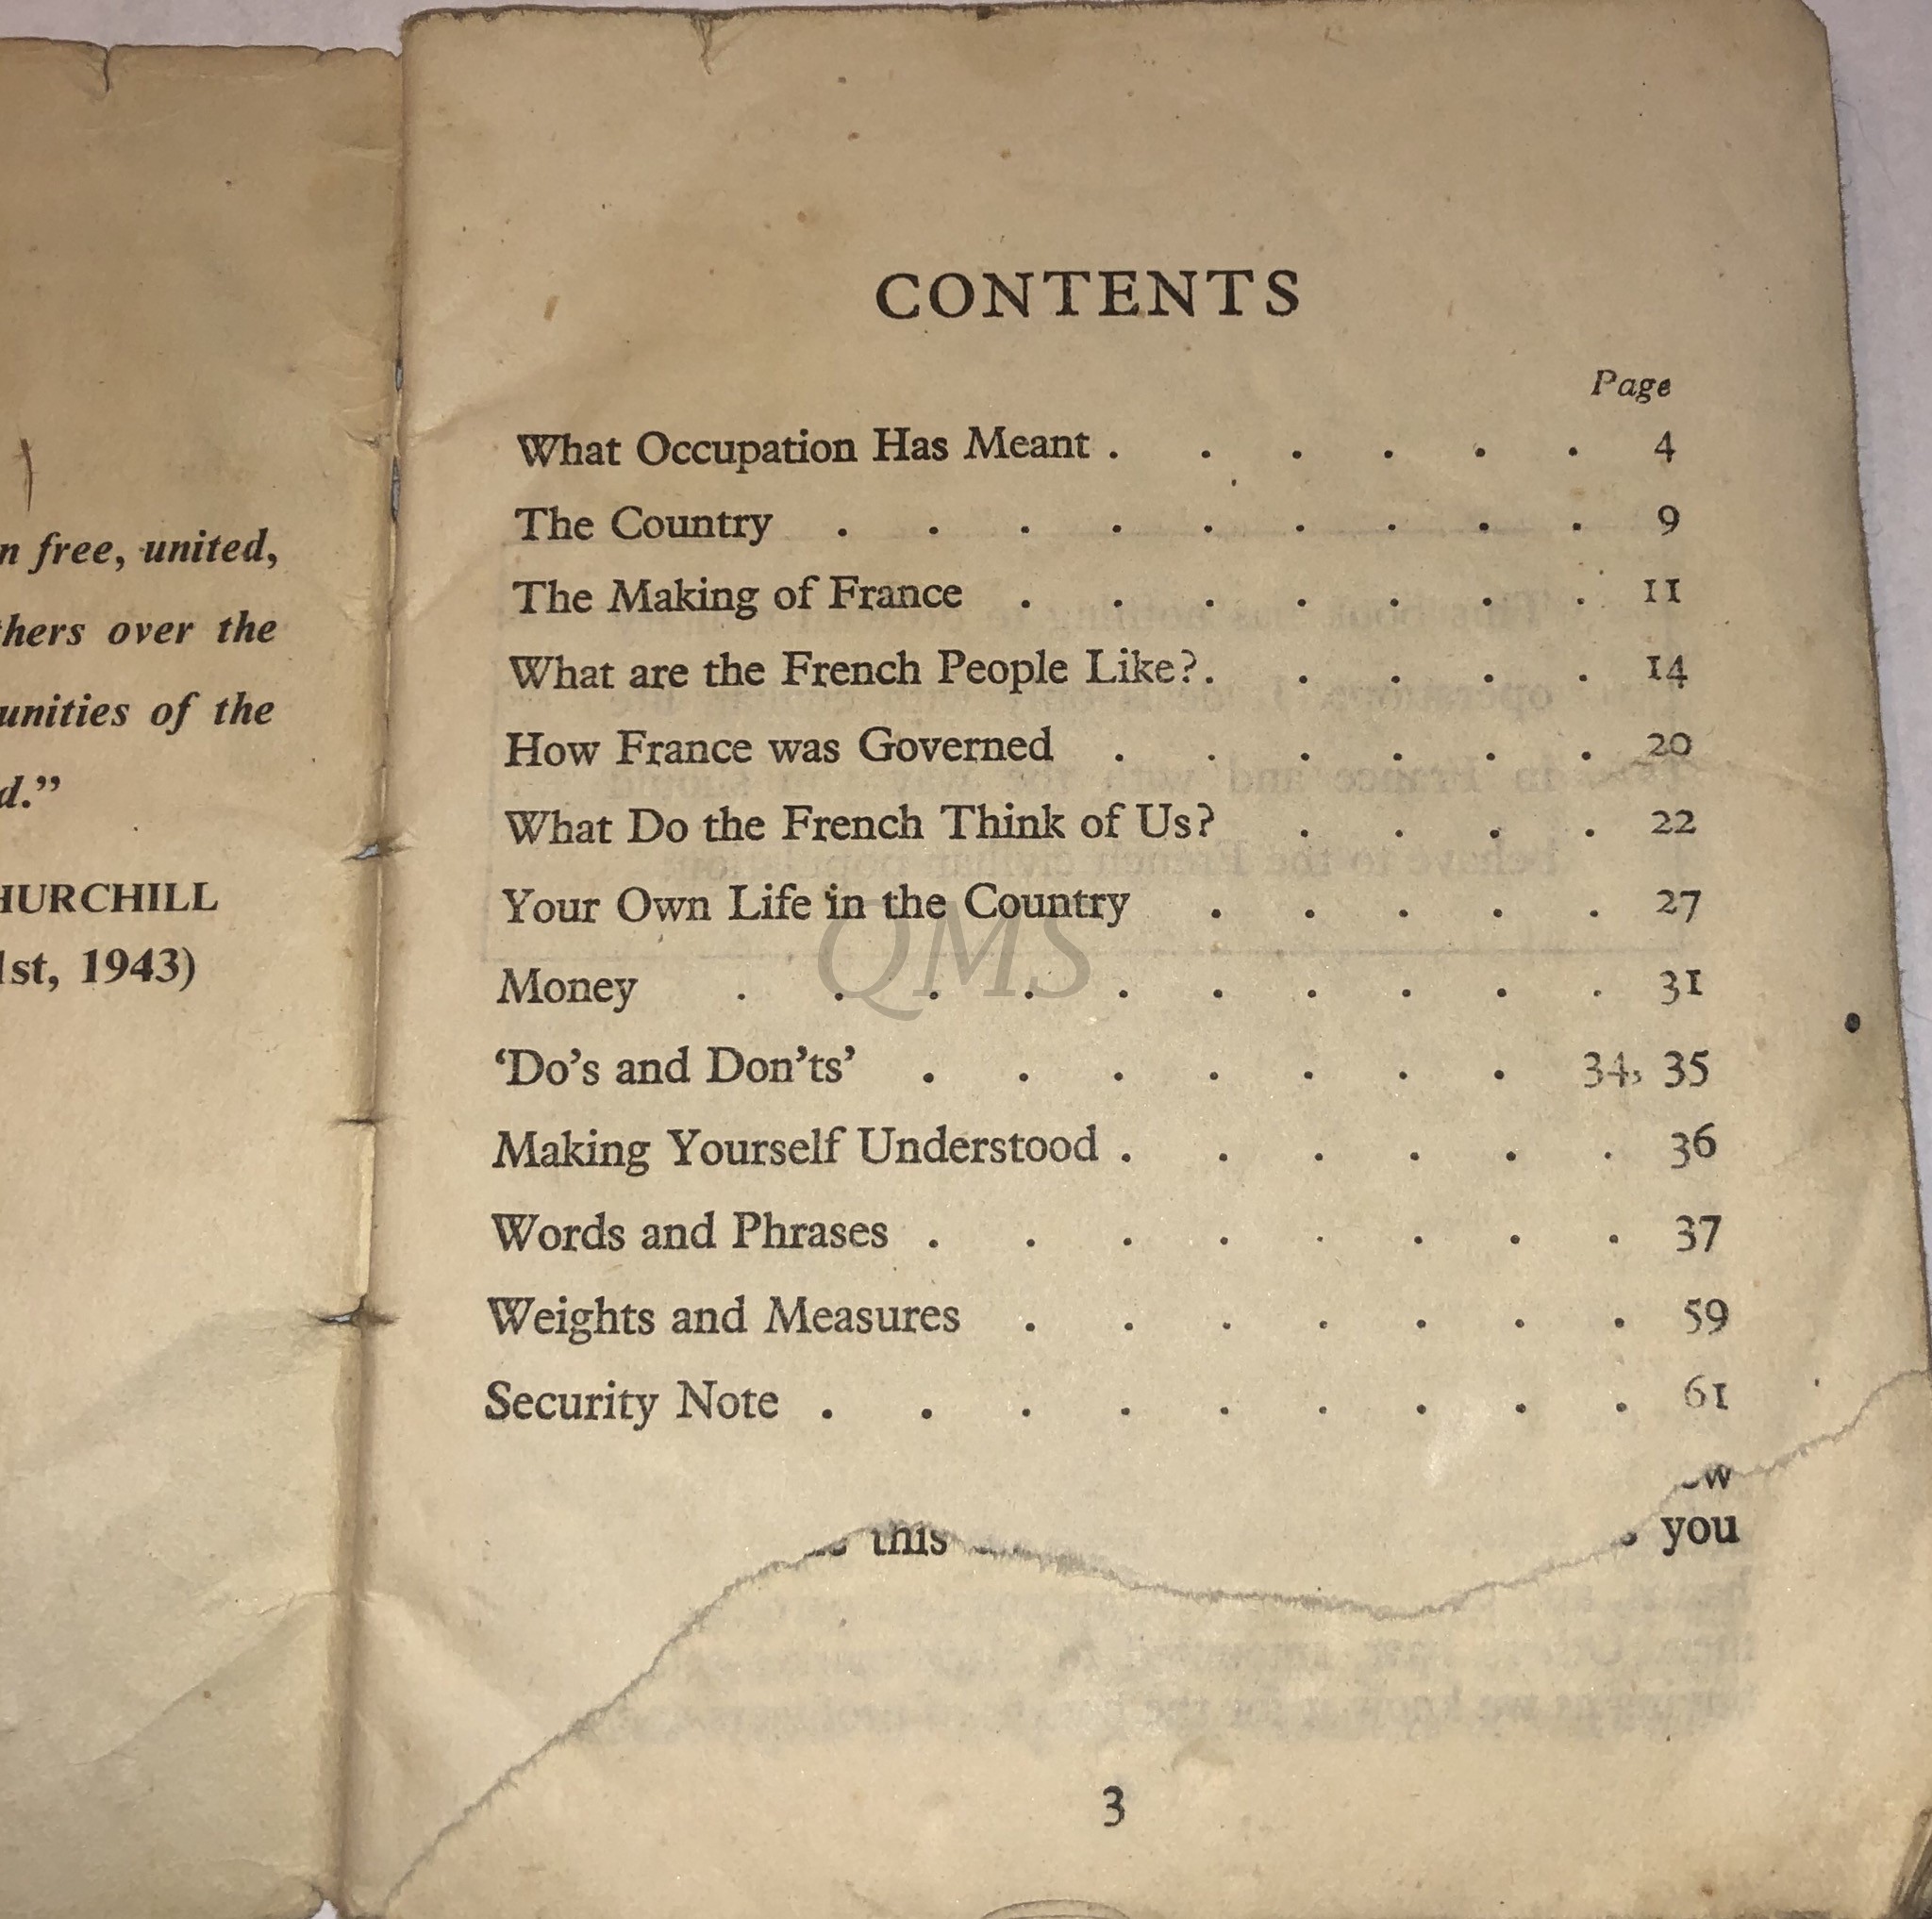 n free, united,
hers over the
unities of the
d.”
HURCHILL
1st, 1943)
CONTENTS
Page
What Occupation Has Meant . . . . . . 4
The Country . . . . . . . . . 9
The Making of France . . . . . . . 11
What are the French People Like? . . . . . 14
How France was Governed . . . . . . 20
What Do the French Think of Us? . . . . 22
Your Own Life in the Country . . . . . 27
Money . . . . . . . . . . 31
‘Do’s and Don’ts’ . . . . . . . 34, 35
Making Yourself Understood . . . . . . 36
Words and Phrases . . . . . . . . 37
Weights and Measures . . . . . . . 59
Security Note . . . . . . . . . 61
this you
3
QMS